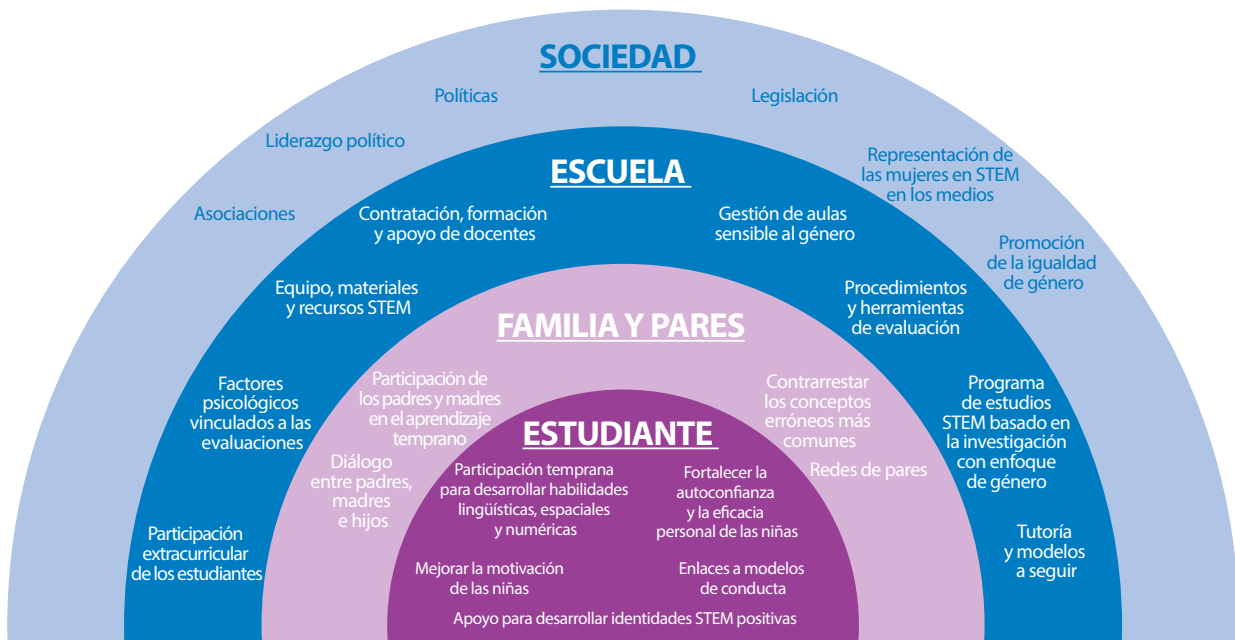 SOCIEDAD
Políticas
Legislación
Liderazgo político
Asociaciones
Representación de
las mujeres en STEM
en los medios
Promoción
de la igualdad
de género
ESCUELA
Contratación, formación
y apoyo de docentes
Gestión de aulas
sensible al género
Equipo, materiales
y recursos STEM
Procedimientos
y herramientas
de evaluación
Factores
psicológicos
vinculados a las
evaluaciones
Programa
de estudios
STEM basado en
la investigación
con enfoque
de género
Participación
extracurricular
de los estudiantes
Tutoría
y modelos
a seguir
FAMILIA Y PARES
Participación de
los padres y madres
en el aprendizaje
temprano
Contrarrestar
los conceptos
erróneos más
comunes
Diálogo
entre padres,
madres
e hijos
Redes de pares
ESTUDIANTE
Participación temprana
para desarrollar habilidades
lingüísticas, espaciales
y numéricas
Fortalecer la
autoconfianza
y la eficacia
personal de las niñas
Mejorar la motivación
de las niñas
Enlaces a modelos
de conducta
Apoyo para desarrollar identidades STEM positivas